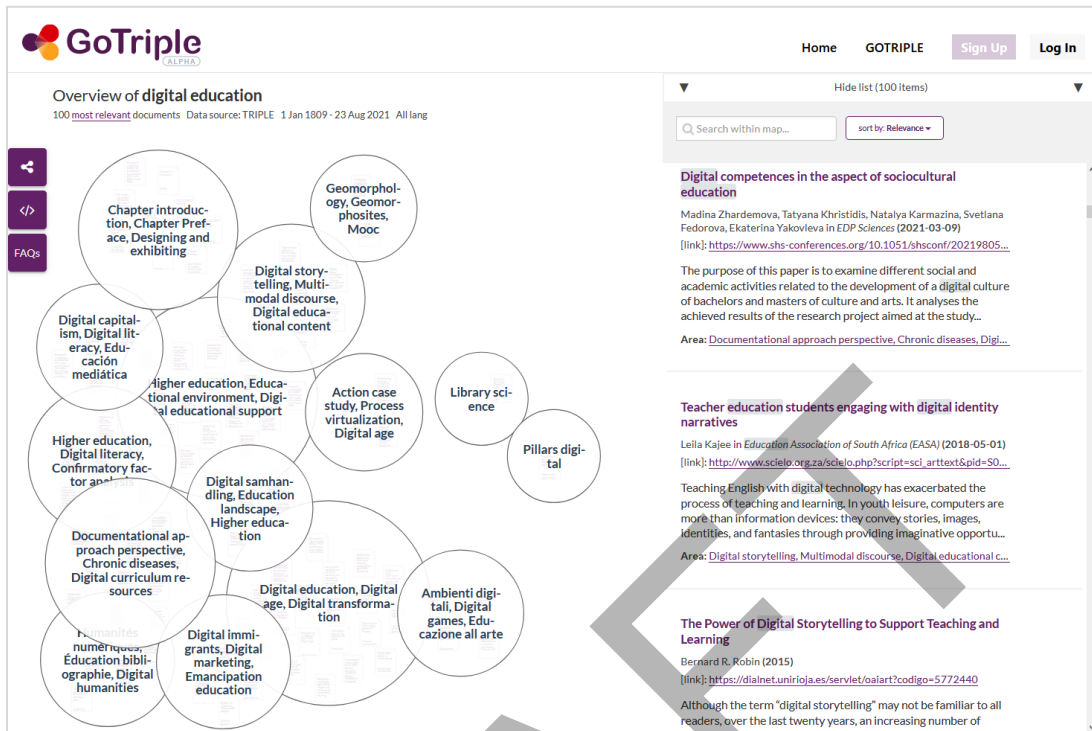 GoTriple
ALPHA
Home
GOTRIPLE
Sign Up
Log In
Overview of digital education
100 most relevant documents Data source: TRIPLE 1 Jan 1809 - 23 Aug 2021 All lang
</>
FAQs
Chapter introduc-
tion, Chapter Pref-
ace, Designing and
exhibiting
Geomorphol-
ogy, Geomor-
phosites,
Mooc
Digital story-
telling, Multi-
modal discourse,
Digital educa-
tional content
Digital capital-
ism, Digital lit-
eracy, Edu-
cación
mediática
Higher education, Educa-
tional environment, Digi-
tal educational support
Action case
study, Process
virtualization,
Digital age
Library sci-
ence
Pillars digi-
tal
Higher education,
Digital literacy,
Confirmatory fac-
tor analysis
Digital samhan-
dling, Education
landscape,
Higher educa-
tion
Documentational ap-
proach perspective,
Chronic diseases,
Digital curriculum re-
sources
Digital education, Digital
age, Digital transforma-
tion
Ambienti digi-
tali, Digital
games, Edu-
cazione all arte
Humanités
numériques,
Éducation bibli-
ographie, Digital
humanities
Digital immi-
grants, Digital
marketing,
Emancipation
education
▼ Hide list (100 items) ▼
Search within map...
sort by: Relevance
Digital competences in the aspect of sociocultural
education
Madina Zhardemova, Tatyana Khristidis, Natalya Karmazina, Svetlana
Fedorova, Ekaterina Yakovleva in EDP Sciences (2021-03-09)
[link]: https://www.shs-conferences.org/10.1051/shsconf/20219805...
The purpose of this paper is to examine different social and
academic activities related to the development of a digital culture
of bachelors and masters of culture and arts. It analyses the
achieved results of the research project aimed at the study...
Area: Documentational approach perspective, Chronic diseases, Digi...
Teacher education students engaging with digital identity
narratives
Leila Kajee in Education Association of South Africa (EASA) (2018-05-01)
[link]: http://www.scielo.org.za/scielo.php?script=sci_arttext&pid=S0...
Teaching English with digital technology has exacerbated the
process of teaching and learning. In youth leisure, computers are
more than information devices: they convey stories, images,
identities, and fantasies through providing imaginative opportu...
Area: Digital storytelling, Multimodal discourse, Digital educational c...
The Power of Digital Storytelling to Support Teaching and
Learning
Bernard R. Robin (2015)
[link]: https://dialnet.unirioja.es/servlet/oaiart?codigo=5772440
Although the term "digital storytelling" may not be familiar to all
readers, over the last twenty years, an increasing number of